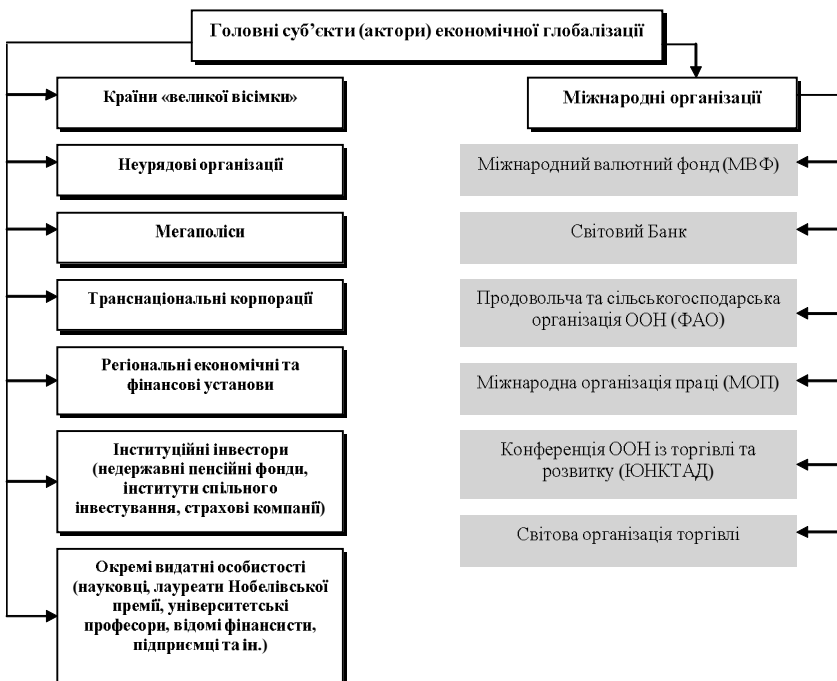 Головні суб’єкти (актори) економічної глобалізації
Країни «великої вісімки»
Неурядові організації
Мегаполіси
Транснаціональні корпорації
Регіональні економічні та
фінансові установи
Інституційні інвестори
(недержавні пенсійні фонди,
інститути спільного
інвестування, страхові компанії)
Окремі видатні особистості
(науковці, лауреати Нобелівської
премії, університетські
професори, відомі фінансисти,
підприємці та ін.)
Міжнародні організації
Міжнародний валютний фонд (МВФ)
Світовий Банк
Продовольча та сільськогосподарська
організація ООН (ФАО)
Міжнародна організація праці (МОП)
Конференція ООН із торгівлі та
розвитку (ЮНКТАД)
Світова організація торгівлі